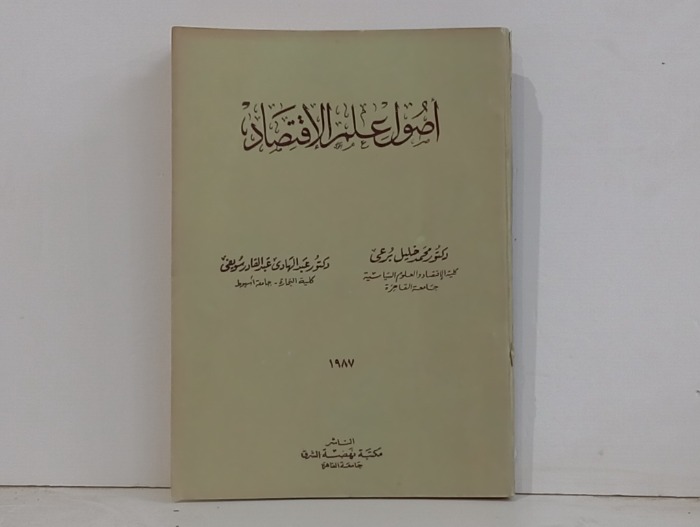 أصول علم الاقتصاد
دكتور محمد خليل برعى
كلية الاقتصاد والعلوم السياسية
جامعة القاهرة
دكتور عبد الهادى عبد القادر سويفى
كلية التجارة - جامعة أسيوط
١٩٨٧
الناشر
مكتبة نهضة الشرق
جامعة القاهرة